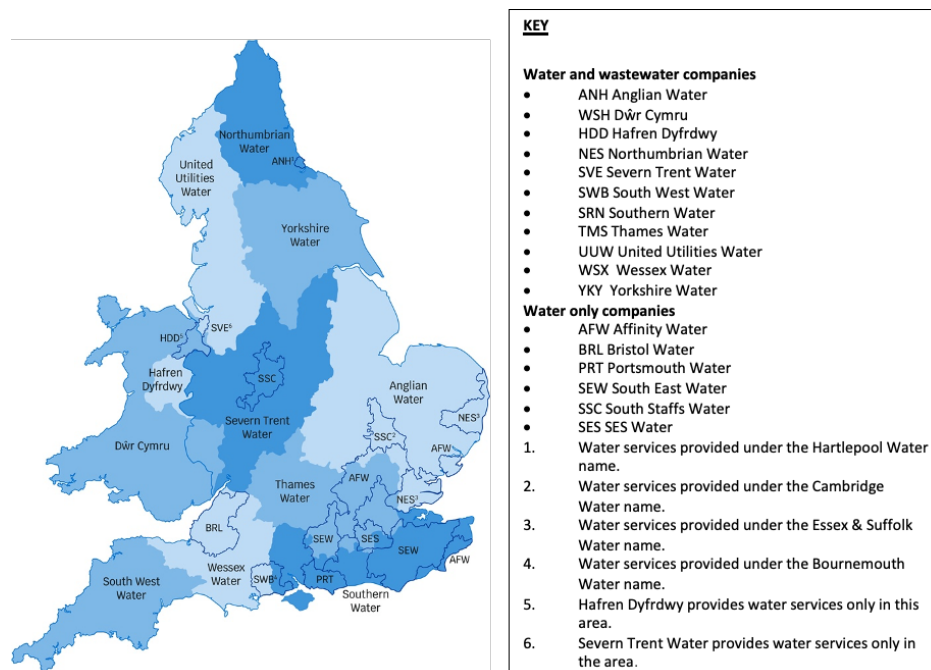 Northumbrian
Water
ANH¹
United
Utilities
Water
Yorkshire
Water
SVE⁶
HDD⁵
Hafren
Dyfrdwy
SSC
Anglian
Water
NES³
Severn Trent
Water
SSC²
Dŵr Cymru
AFW
Thames
Water
AFW
NES³
BRL
SEW
SES
SEW
AFW
Wessex
Water
South West
Water
SWB⁴
PRT
Southern
Water
KEY
Water and wastewater companies
• ANH Anglian Water
• WSH Dŵr Cymru
• HDD Hafren Dyfrdwy
• NES Northumbrian Water
• SVE Severn Trent Water
• SWB South West Water
• SRN Southern Water
• TMS Thames Water
• UUW United Utilities Water
• WSX Wessex Water
• YKY Yorkshire Water
Water only companies
• AFW Affinity Water
• BRL Bristol Water
• PRT Portsmouth Water
• SEW South East Water
• SSC South Staffs Water
• SES SES Water
1. Water services provided under the Hartlepool Water
name.
2. Water services provided under the Cambridge
Water name.
3. Water services provided under the Essex & Suffolk
Water name.
4. Water services provided under the Bournemouth
Water name.
5. Hafren Dyfrdwy provides water services only in this
area.
6. Severn Trent Water provides water services only in
the area.